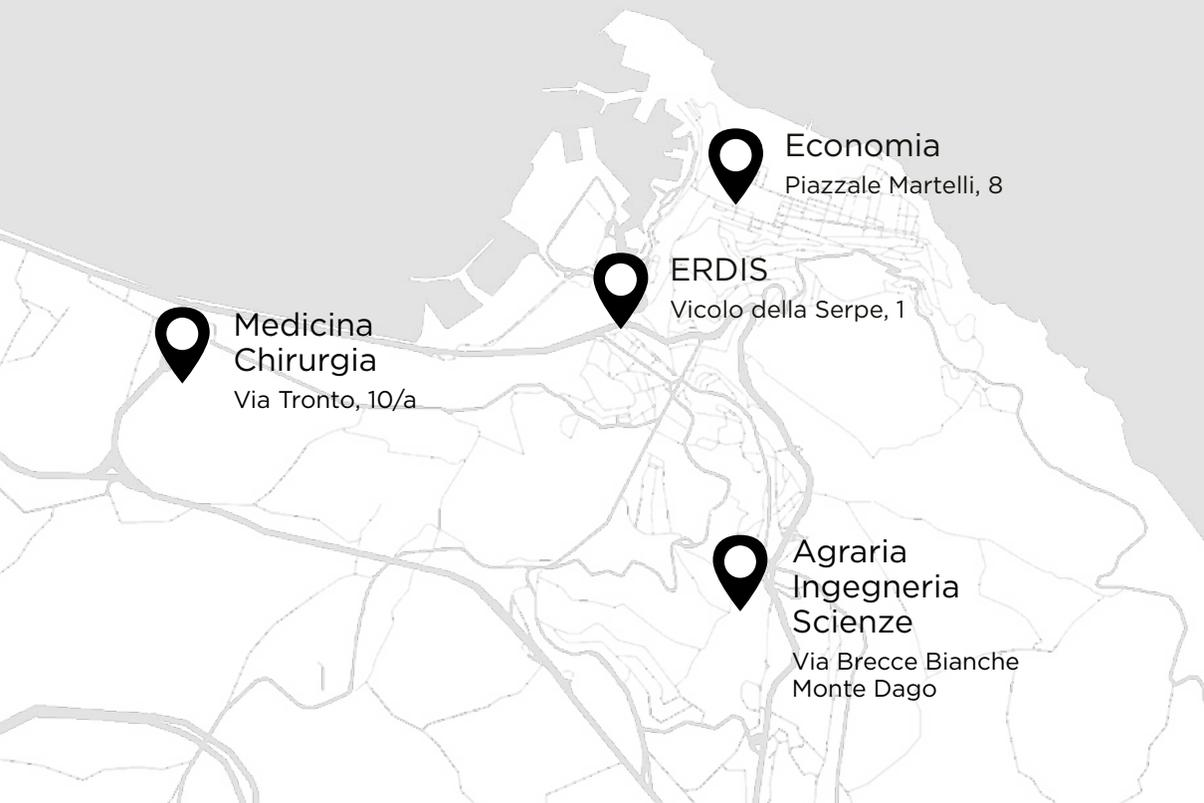 Economia
Piazzale Martelli, 8
ERDIS
Vicolo della Serpe, 1
Medicina
Chirurgia
Via Tronto, 10/a
Agraria
Ingegneria
Scienze
Via Brecce Bianche
Monte Dago